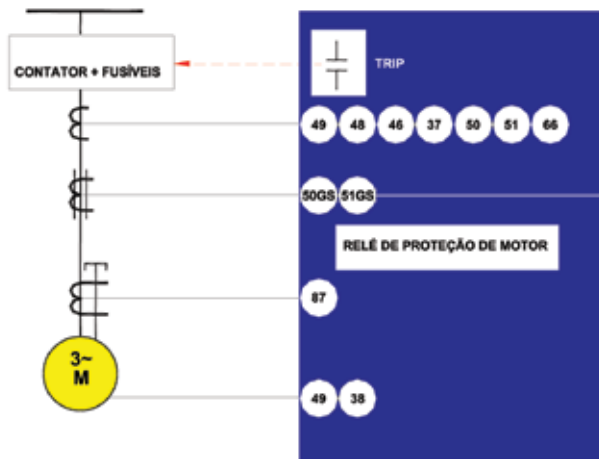 CONTATOR + FUSÍVEIS
TRIP
49 48 46 37 50 51 66
50GS 51GS
RELÉ DE PROTEÇÃO DE MOTOR
87
3~
M
49 38